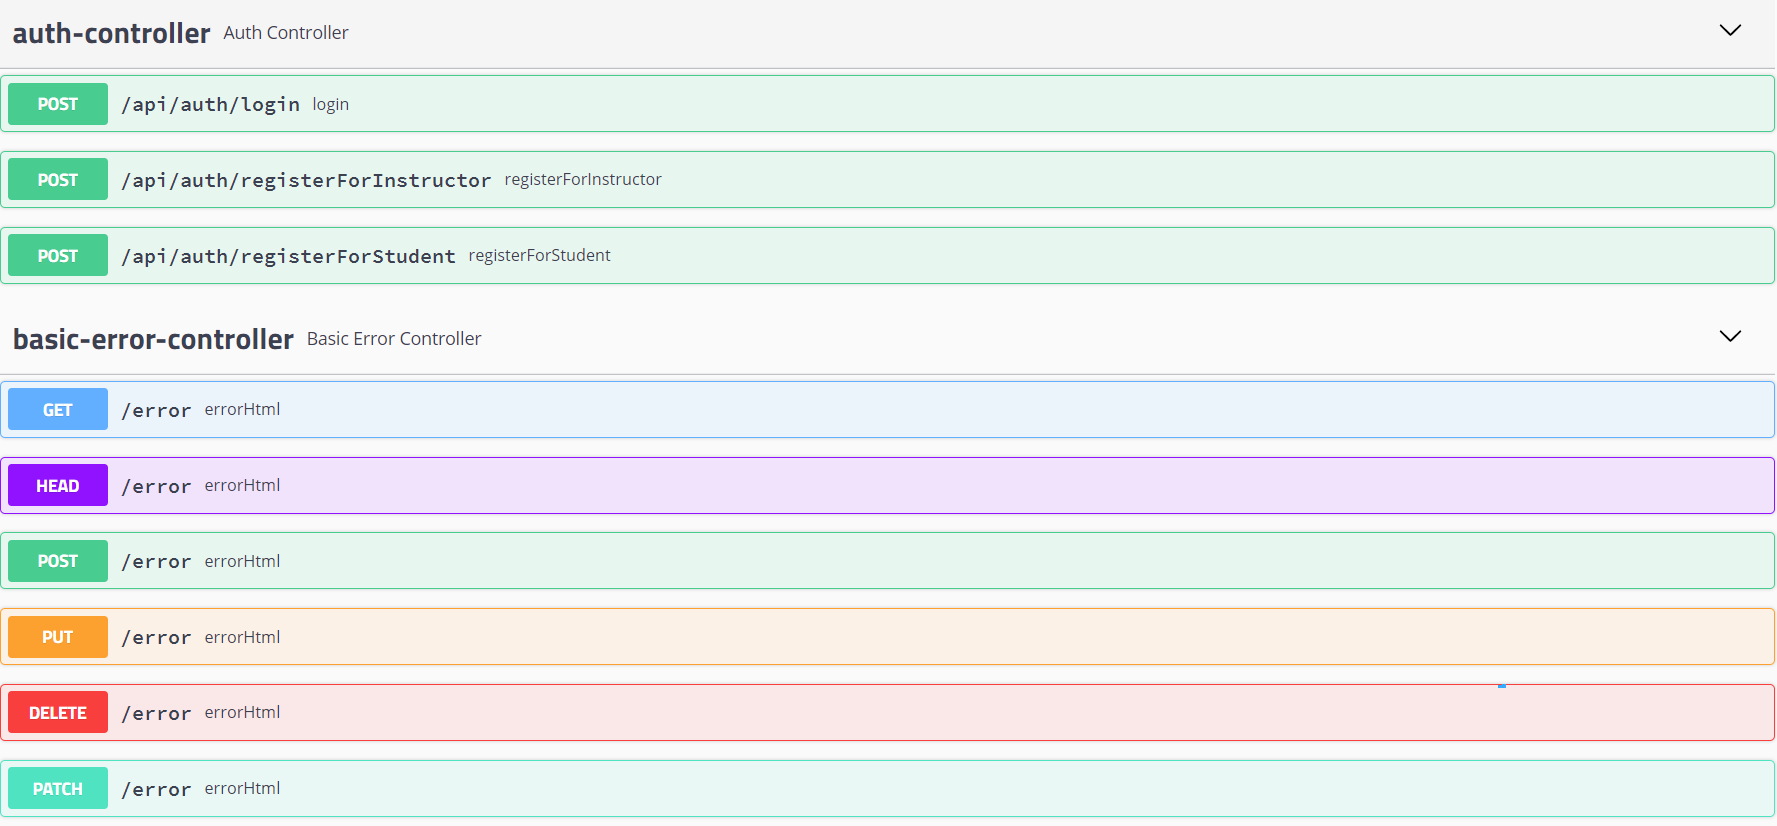 auth-controller Auth Controller
POST /api/auth/login login
POST /api/auth/registerForInstructor registerForInstructor
POST /api/auth/registerForStudent registerForStudent
basic-error-controller Basic Error Controller
GET /error errorHtml
HEAD /error errorHtml
POST /error errorHtml
PUT /error errorHtml
DELETE /error errorHtml
PATCH /error errorHtml